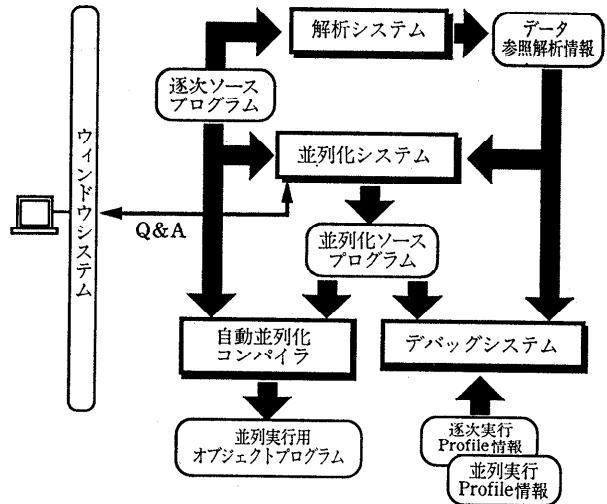 解析システム
データ
参照解析情報
逐次ソース
プログラム
ウィンドウシステム
並列化システム
Q&A
並列化ソース
プログラム
自動並列化
コンパイラ
デバッグシステム
並列実行用
オブジェクトプログラム
逐次実行
Profile情報
並列実行
Profile情報